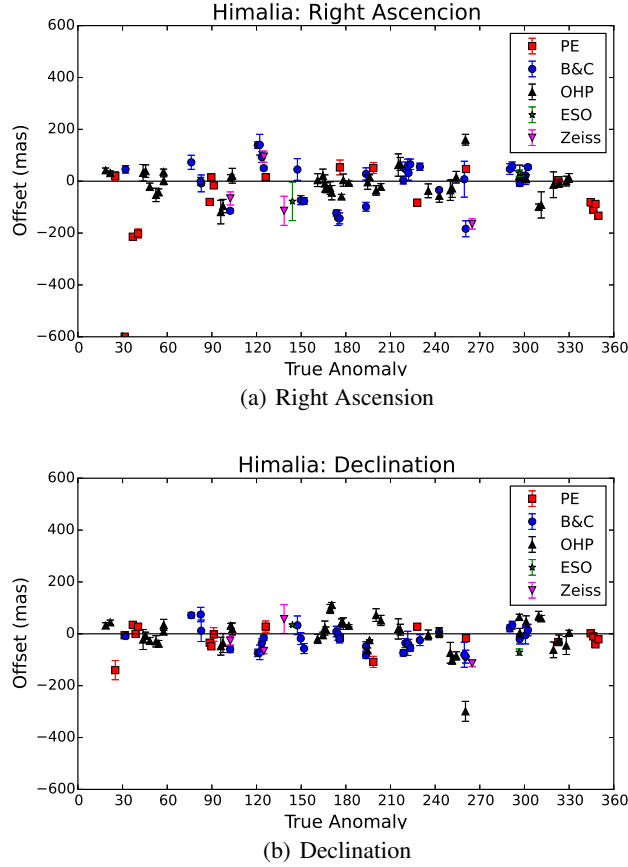 Himalia: Right Ascencion
600
400
200
0
−200
−400
−600
Offset (mas)
PE
B&C
OHP
ESO
Zeiss
0 30 60 90 120 150 180 210 240 270 300 330 360
True Anomaly
(a) Right Ascension
Himalia: Declination
600
400
200
0
−200
−400
−600
Offset (mas)
PE
B&C
OHP
ESO
Zeiss
0 30 60 90 120 150 180 210 240 270 300 330 360
True Anomaly
(b) Declination